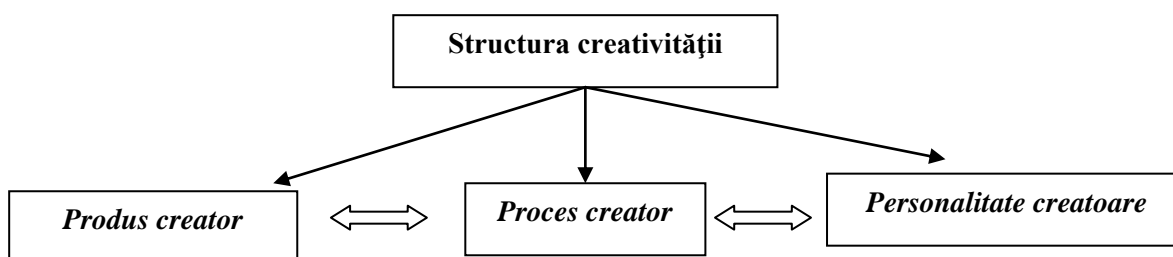 Structura creativităţii
Produs creator
Proces creator
Personalitate creatoare